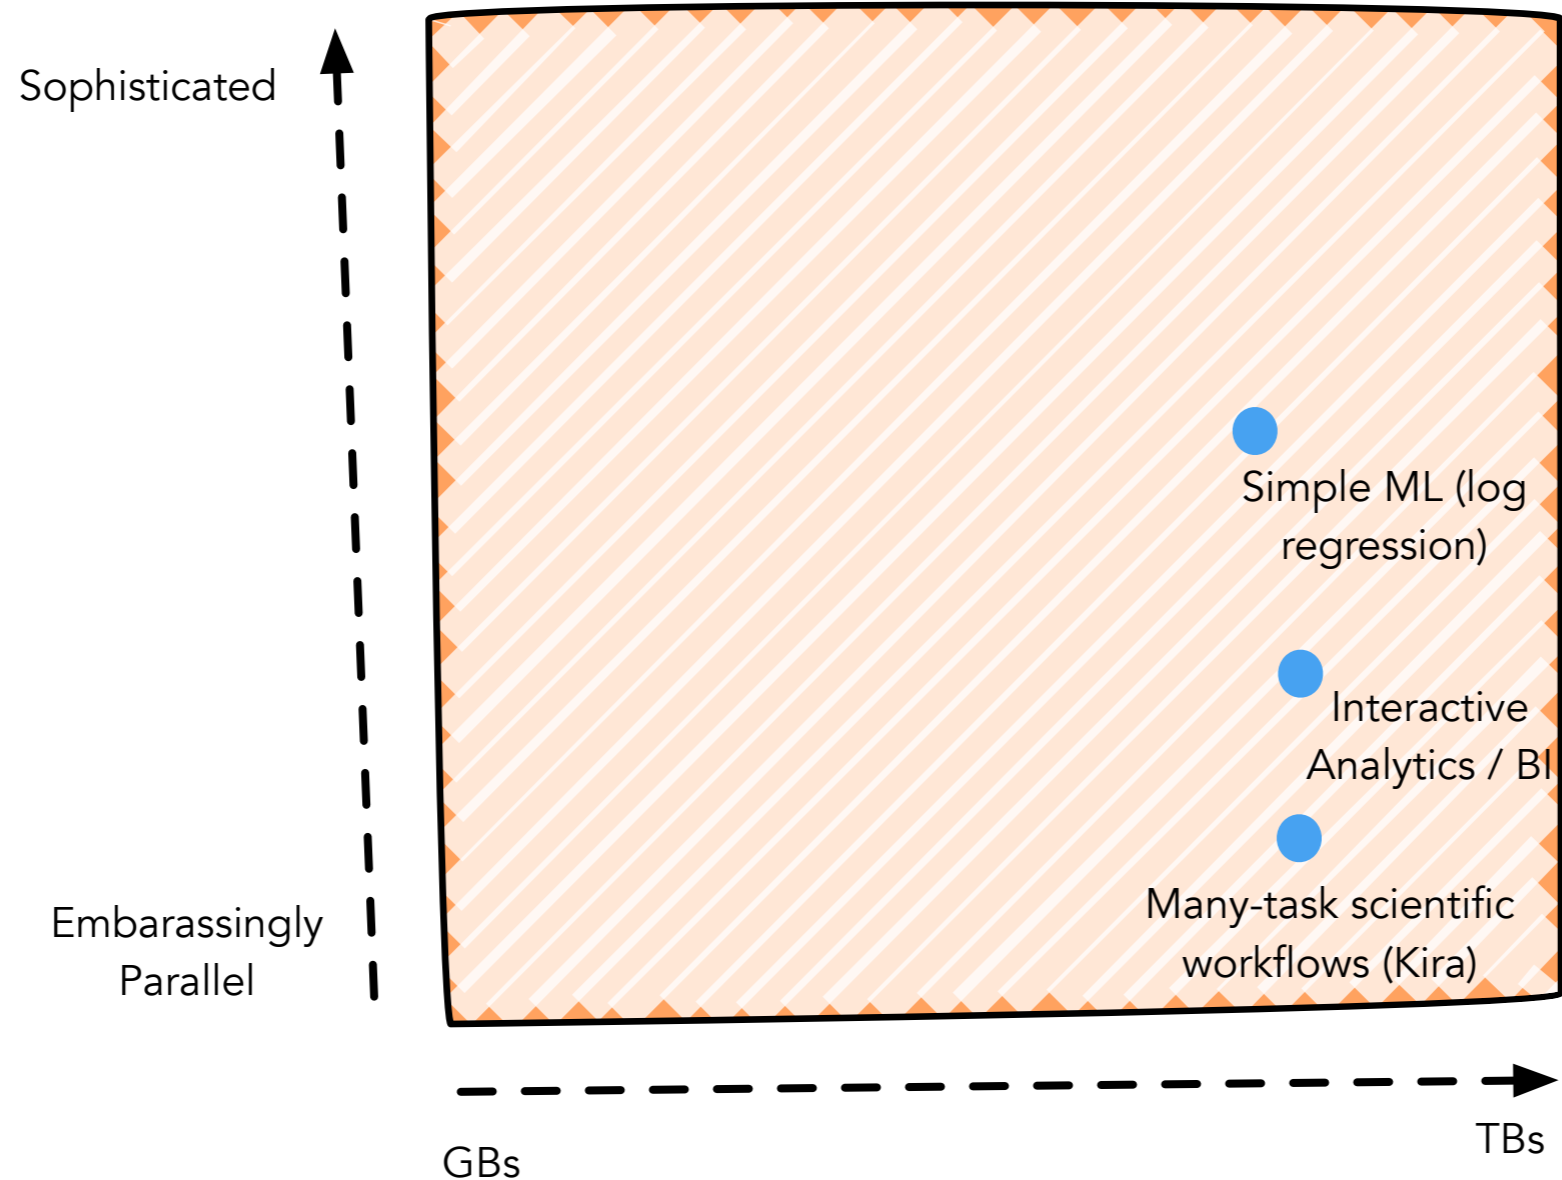 Sophisticated
Simple ML (log
regression)
Interactive
Analytics / BI
Many-task scientific
workflows (Kira)
Embarassingly
Parallel
GBs
TBs